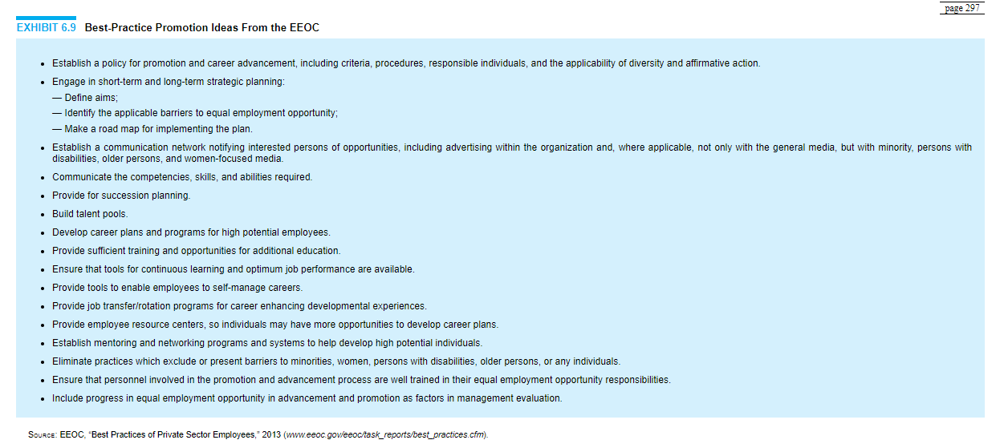 page 297
EXHIBIT 6.9 Best-Practice Promotion Ideas From the EEOC
• Establish a policy for promotion and career advancement, including criteria, procedures, responsible individuals, and the applicability of diversity and affirmative action.
• Engage in short-term and long-term strategic planning:
— Define aims;
— Identify the applicable barriers to equal employment opportunity;
— Make a road map for implementing the plan.
• Establish a communication network notifying interested persons of opportunities, including advertising within the organization and, where applicable, not only with the general media, but with minority, persons with
disabilities, older persons, and women-focused media.
• Communicate the competencies, skills, and abilities required.
• Provide for succession planning.
• Build talent pools.
• Develop career plans and programs for high potential employees.
• Provide sufficient training and opportunities for additional education.
• Ensure that tools for continuous learning and optimum job performance are available.
• Provide tools to enable employees to self-manage careers.
• Provide job transfer/rotation programs for career enhancing developmental experiences.
• Provide employee resource centers, so individuals may have more opportunities to develop career plans.
• Establish mentoring and networking programs and systems to help develop high potential individuals.
• Eliminate practices which exclude or present barriers to minorities, women, persons with disabilities, older persons, or any individuals.
• Ensure that personnel involved in the promotion and advancement process are well trained in their equal employment opportunity responsibilities.
• Include progress in equal employment opportunity in advancement and promotion as factors in management evaluation.
SOURCE: EEOC, “Best Practices of Private Sector Employees,” 2013 (www.eeoc.gov/eeoc/task_reports/best_practices.cfm).